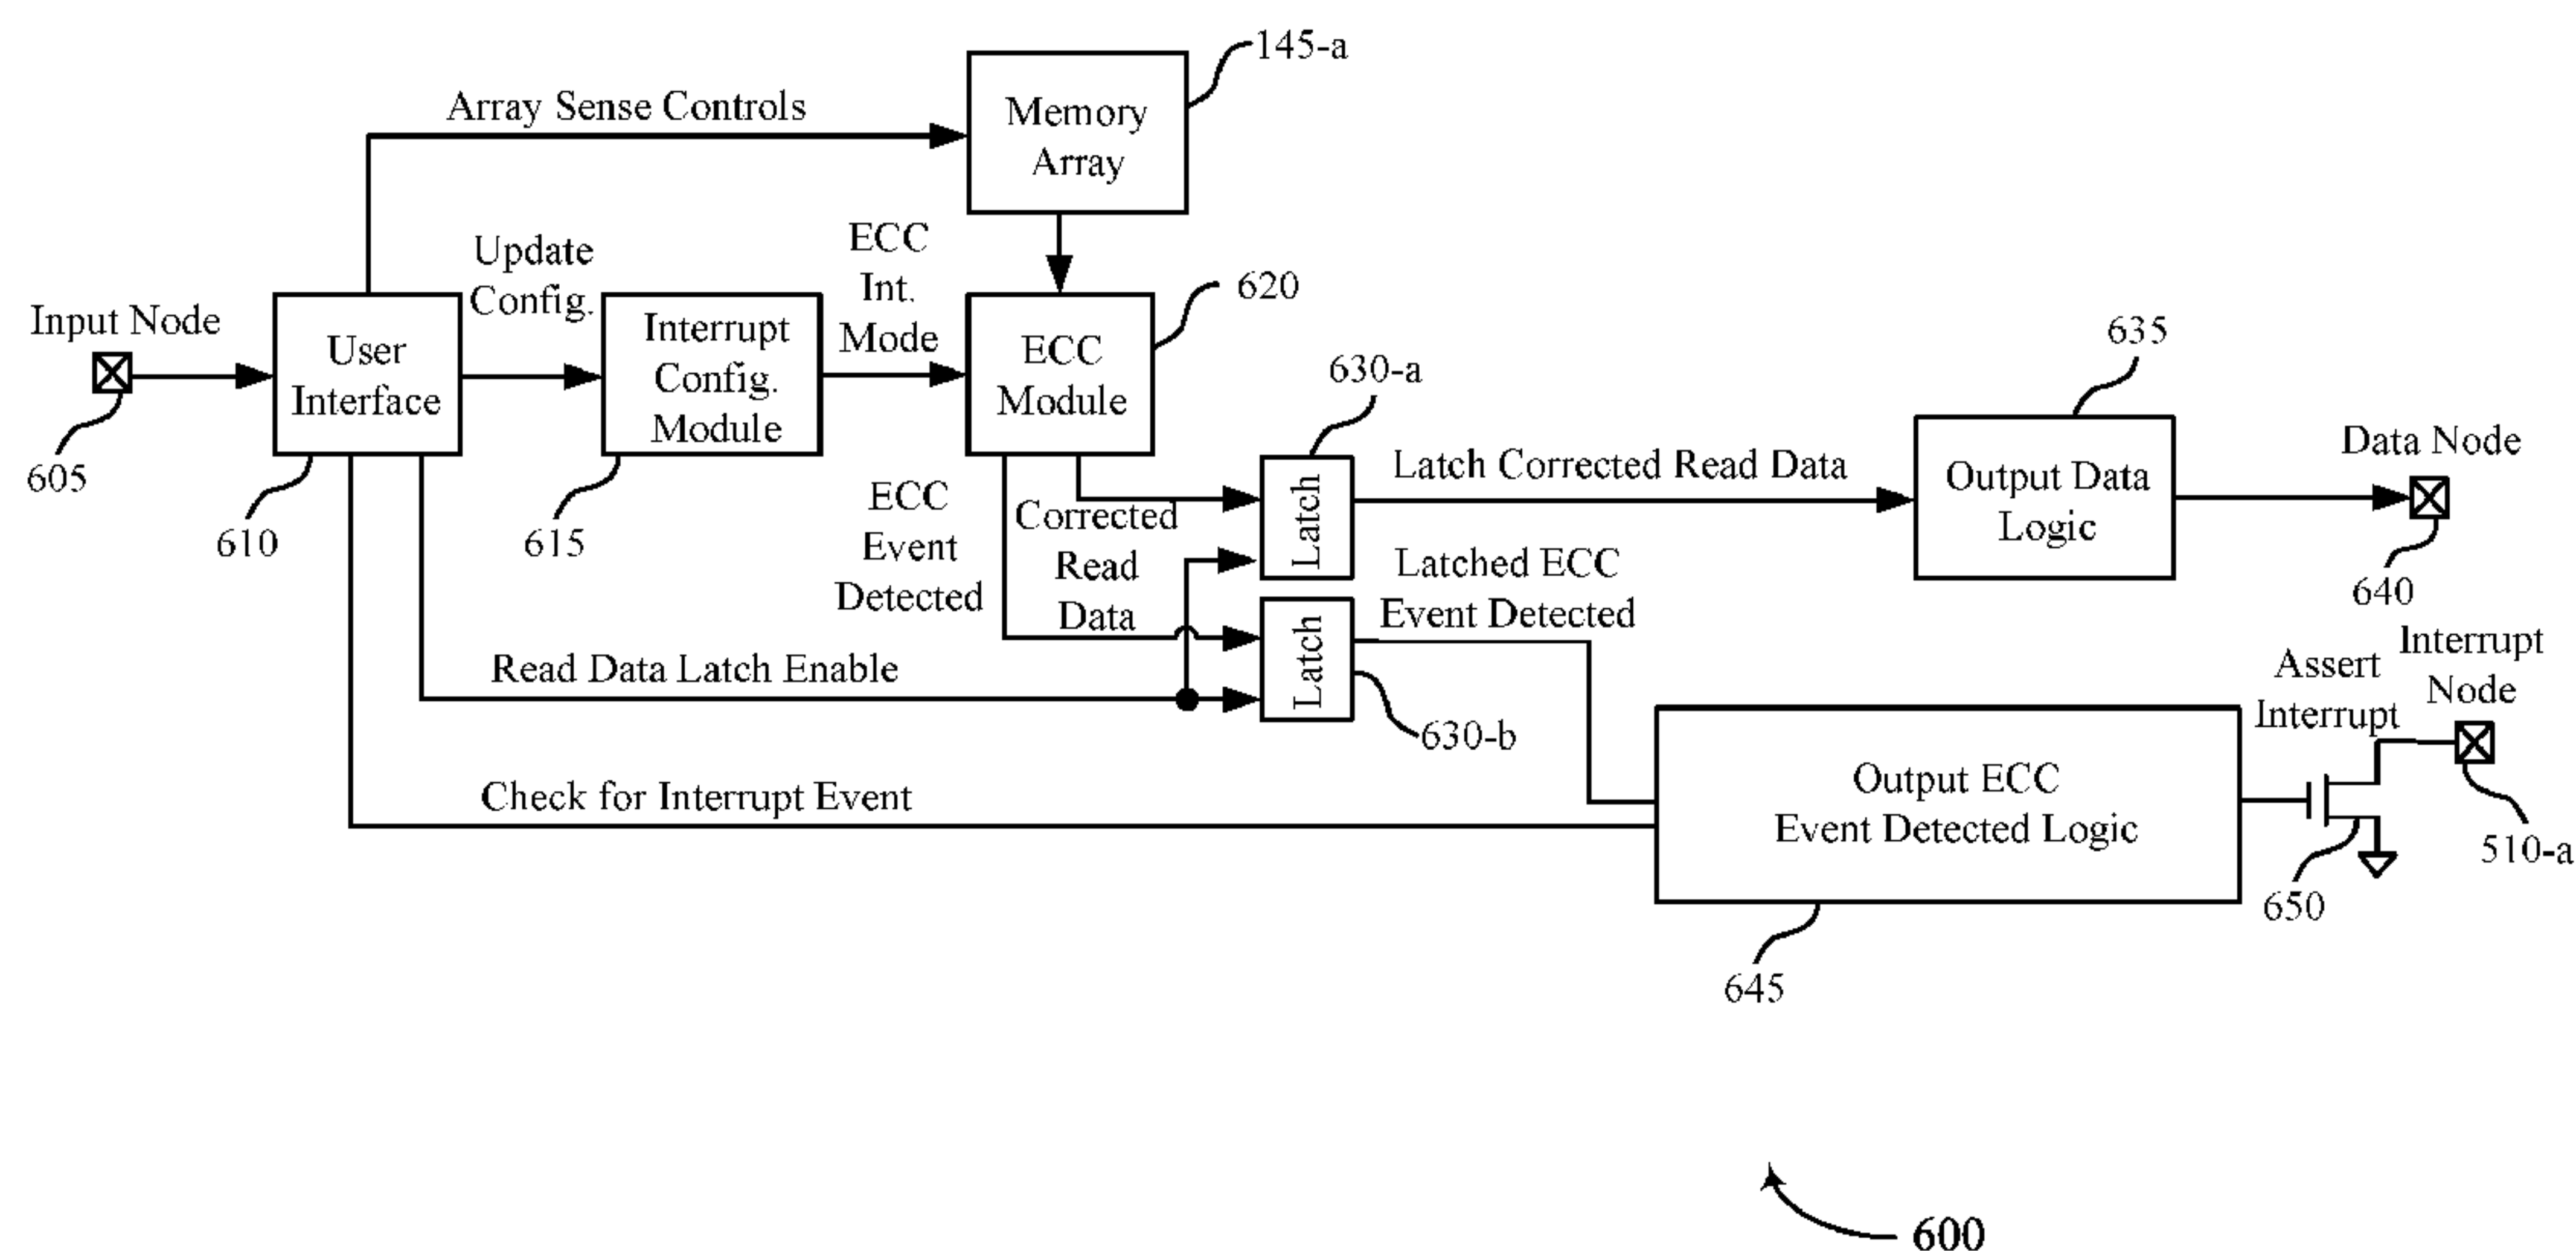 145-a
Array Sense Controls
Memory
Array
Update
Config.
ECC
Int.
Mode
620
Input Node
User
Interface
Interrupt
Config.
Module
ECC
Module
605
610
615
630-a
635
ECC
Event
Detected
Corrected
Read
Data
Latch
Latch Corrected Read Data
Output Data
Logic
Data Node
640
Latched ECC
Event Detected
Latch
630-b
Read Data Latch Enable
Check for Interrupt Event
Output ECC
Event Detected Logic
645
Assert
Interrupt
Interrupt
Node
510-a
650
600